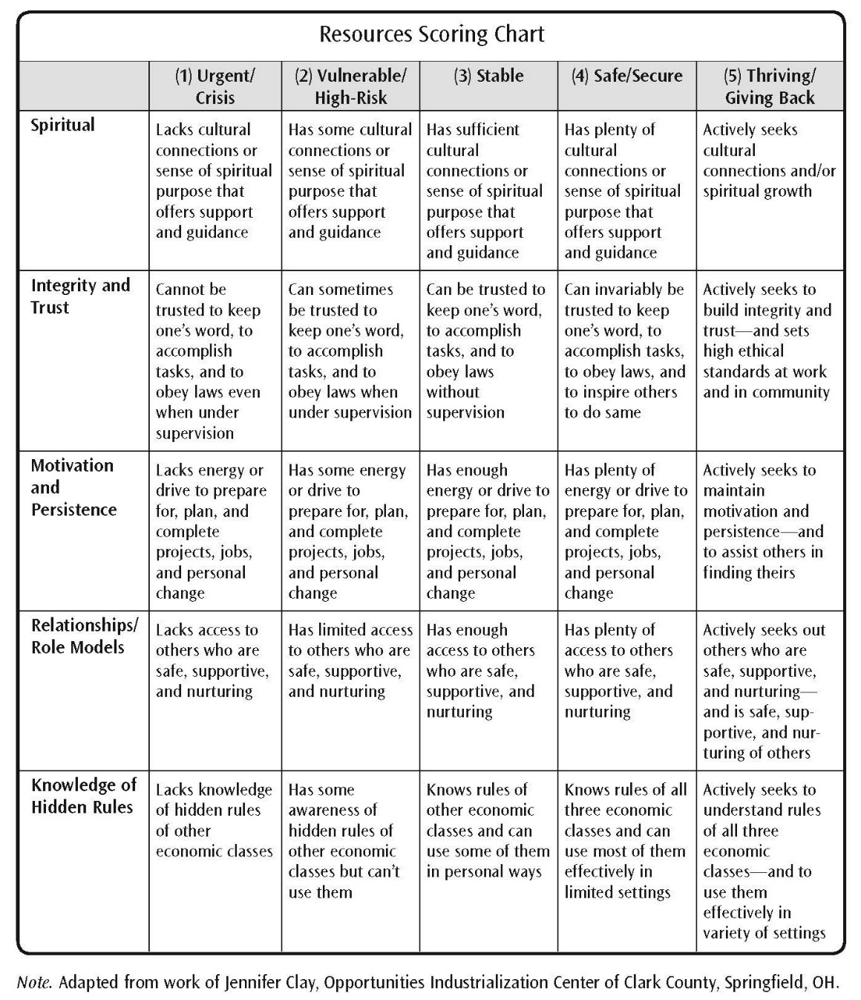 Resources Scoring Chart
(1) Urgent/
Crisis
(2) Vulnerable/
High-Risk
(3) Stable
(4) Safe/Secure
(5) Thriving/
Giving Back
Spiritual
Lacks cultural
connections or
sense of spiritual
purpose that
offers support
and guidance
Has some cultural
connections or
sense of spiritual
purpose that
offers support
and guidance
Has sufficient
cultural
connections or
sense of spiritual
purpose that
offers support
and guidance
Has plenty of
cultural
connections or
sense of spiritual
purpose that
offers support
and guidance
Actively seeks
cultural
connections and/or
spiritual growth
Integrity and
Trust
Cannot be
trusted to keep
one's word, to
accomplish
tasks, and to
obey laws even
when under
supervision
Can sometimes
be trusted to
keep one's word,
to accomplish
tasks, and to
obey laws when
under supervision
Can be trusted to
keep one's word,
to accomplish
tasks, and to
obey laws
without
supervision
Can invariably be
trusted to keep
one's word, to
accomplish tasks,
to obey laws, and
to inspire others
to do same
Actively seeks to
build integrity and
trust—and sets
high ethical
standards at work
and in community
Motivation
and
Persistence
Lacks energy or
drive to prepare
for, plan, and
complete
projects, jobs,
and personal
change
Has some energy
or drive to
prepare for, plan,
and complete
projects, jobs,
and personal
change
Has enough
energy or drive to
prepare for, plan,
and complete
projects, jobs,
and personal
change
Has plenty of
energy or drive to
prepare for, plan,
and complete
projects, jobs,
and personal
change
Actively seeks to
maintain
motivation and
persistence—and
to assist others in
finding theirs
Relationships/
Role Models
Lacks access to
others who are
safe, supportive,
and nurturing
Has limited access
to others who are
safe, supportive,
and nurturing
Has enough
access to others
who are safe,
supportive, and
nurturing
Has plenty of
access to others
who are safe,
supportive, and
nurturing
Actively seeks out
others who are
safe, supportive,
and nurturing—
and is safe, sup-
portive, and nur-
turing of others
Knowledge of
Hidden Rules
Lacks knowledge
of hidden rules
of other
economic classes
Has some
awareness of
hidden rules of
other economic
classes but can't
use them
Knows rules of
other economic
classes and can
use some of them
in personal ways
Knows rules of all
three economic
classes and can
use most of them
effectively in
limited settings
Actively seeks to
understand rules
of all three
economic
classes—and to
use them
effectively in
variety of settings
Note. Adapted from work of Jennifer Clay, Opportunities Industrialization Center of Clark County, Springfield, OH.